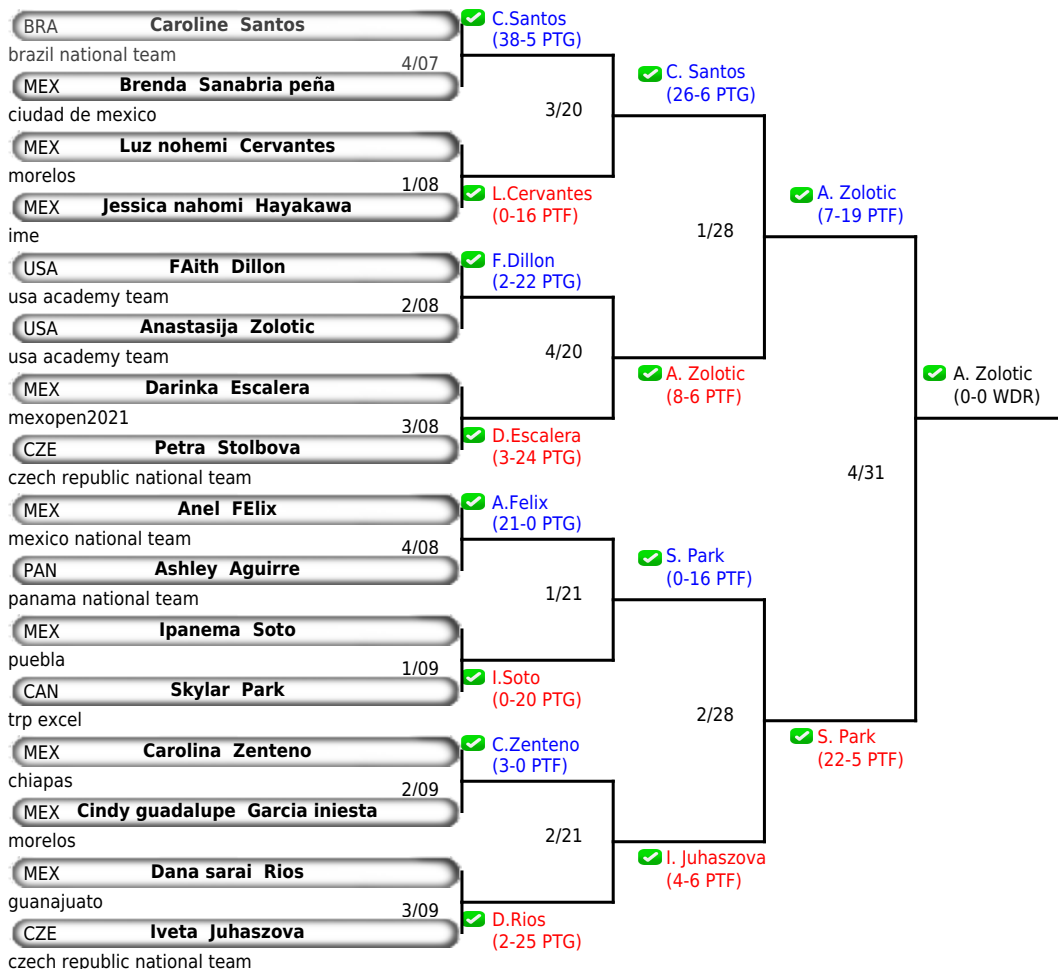 BRA Caroline Santos
brazil national team
4/07
MEX Brenda Sanabria peña
ciudad de mexico
MEX Luz nohemi Cervantes
morelos
1/08
MEX Jessica nahomi Hayakawa
ime
USA FAith Dillon
usa academy team
2/08
USA Anastasija Zolotic
usa academy team
MEX Darinka Escalera
mexopen2021
3/08
CZE Petra Stolbova
czech republic national team
MEX Anel FElix
mexico national team
4/08
PAN Ashley Aguirre
panama national team
MEX Ipanema Soto
puebla
1/09
CAN Skylar Park
trp excel
MEX Carolina Zenteno
chiapas
2/09
MEX Cindy guadalupe Garcia iniesta
morelos
MEX Dana sarai Rios
guanajuato
3/09
CZE Iveta Juhaszova
czech republic national team
C.Santos
(38-5 PTG)
3/20
L.Cervantes
(0-16 PTF)
F.Dillon
(2-22 PTG)
4/20
D.Escalera
(3-24 PTG)
A.Felix
(21-0 PTG)
1/21
I.Soto
(0-20 PTG)
C.Zenteno
(3-0 PTF)
2/21
D.Rios
(2-25 PTG)
C. Santos
(26-6 PTG)
1/28
A. Zolotic
(8-6 PTF)
S. Park
(0-16 PTF)
2/28
I. Juhaszova
(4-6 PTF)
A. Zolotic
(7-19 PTF)
4/31
S. Park
(22-5 PTF)
A. Zolotic
(0-0 WDR)